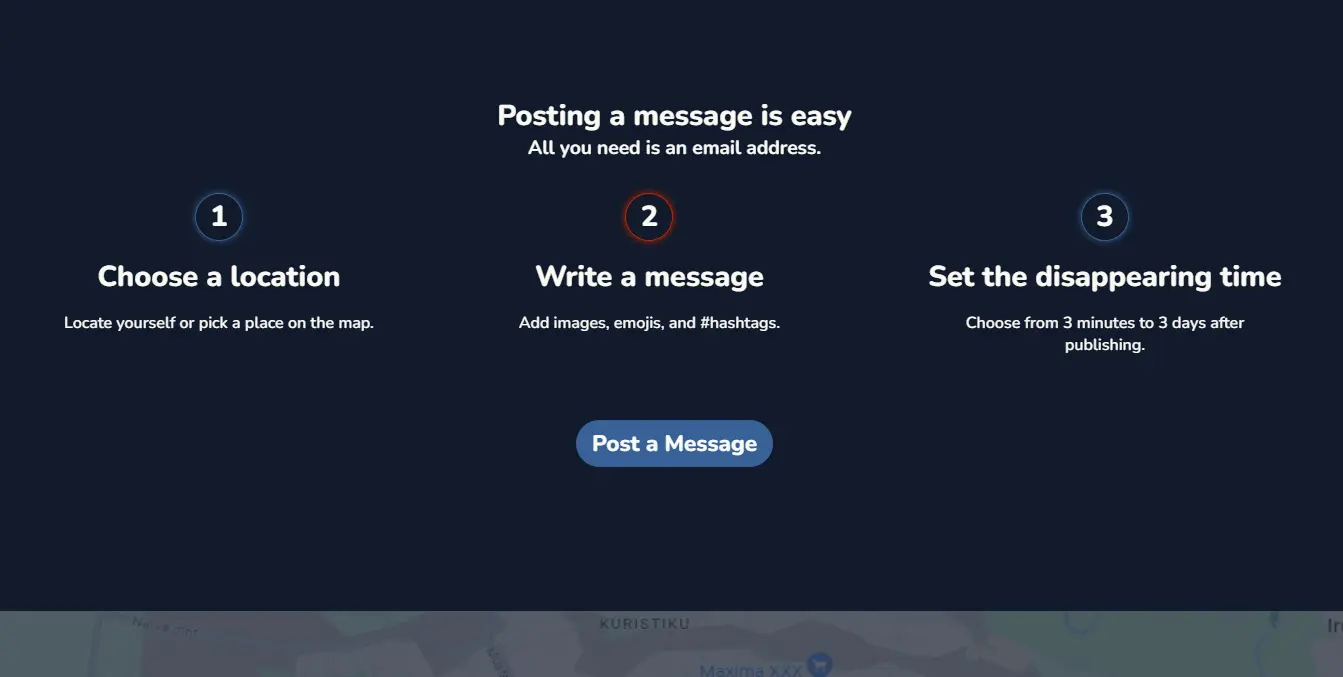 Posting a message is easy
All you need is an email address.
1
2
3
Choose a location
Write a message
Set the disappearing time
Locate yourself or pick a place on the map.
Add images, emojis, and #hashtags.
Choose from 3 minutes to 3 days after
publishing.
Post a Message
KURISTIKU
Maxima XXX